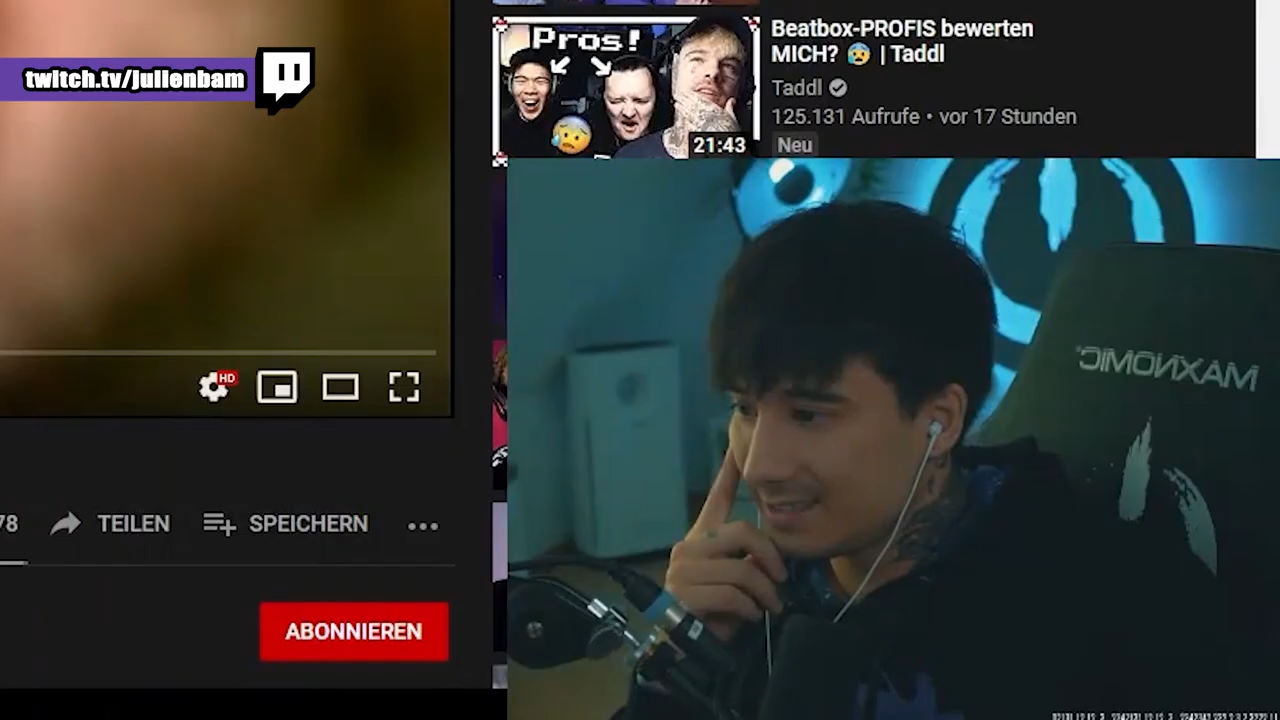 twitch.tv/julienbam
Pros!
21:43
Beatbox-PROFIS bewerten
MICH? 😰 | Taddl
Taddl
125.131 Aufrufe • vor 17 Stunden
Neu
HD
MAXNOMIC
78
TEILEN
SPEICHERN
ABONNIEREN